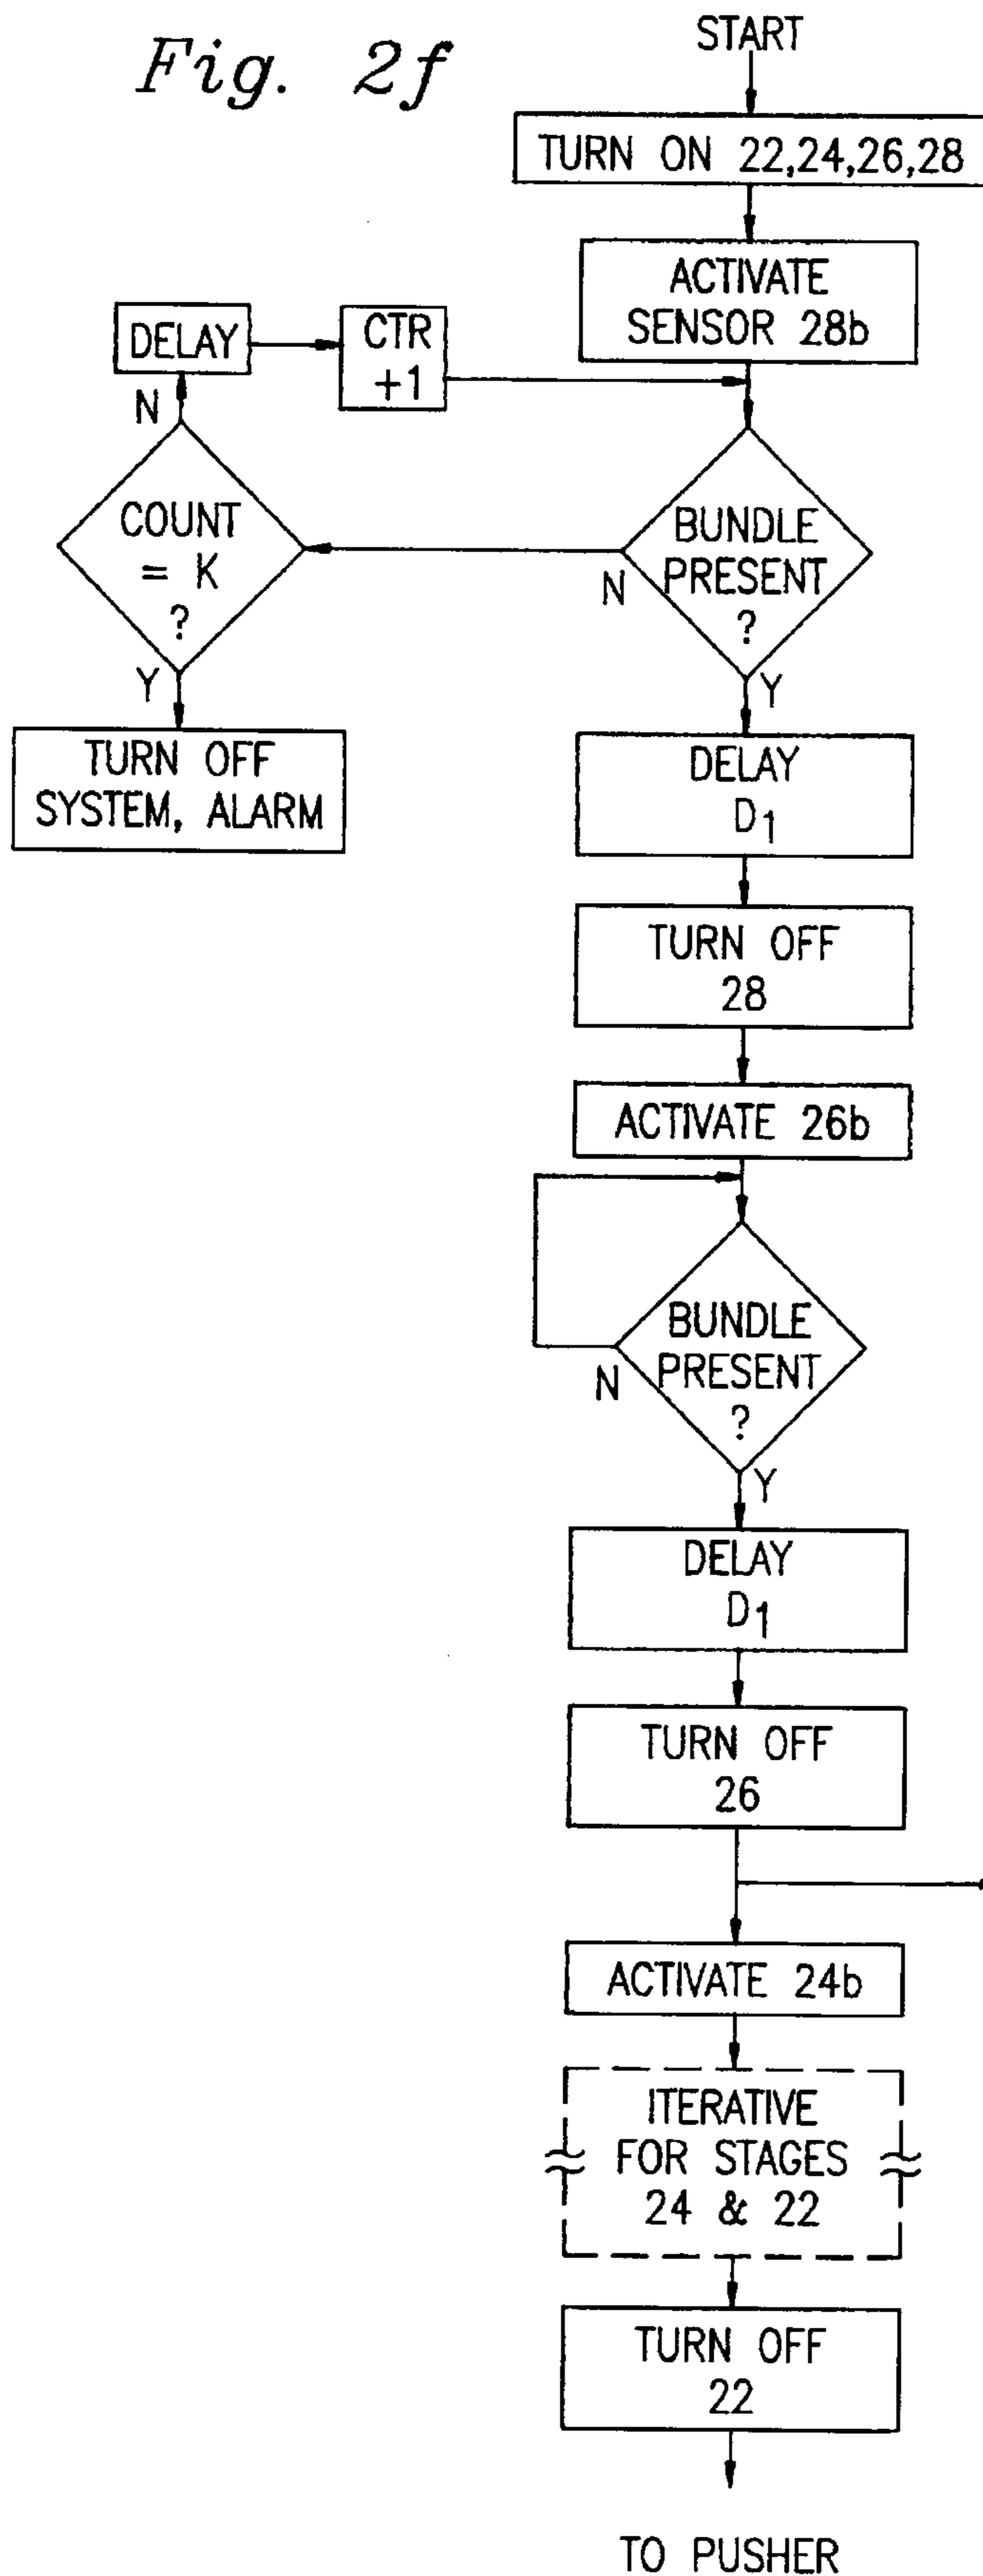 Fig. 2f
START
TURN ON 22,24,26,28
ACTIVATE
SENSOR 28b
DELAY
CTR
+1
N
COUNT
= K
?
BUNDLE
PRESENT
?
N
Y
Y
TURN OFF
SYSTEM, ALARM
DELAY
D1
TURN OFF
28
ACTIVATE 26b
BUNDLE
PRESENT
?
N
Y
DELAY
D1
TURN OFF
26
ACTIVATE 24b
ITERATIVE
FOR STAGES
24 & 22
TURN OFF
22
TO PUSHER